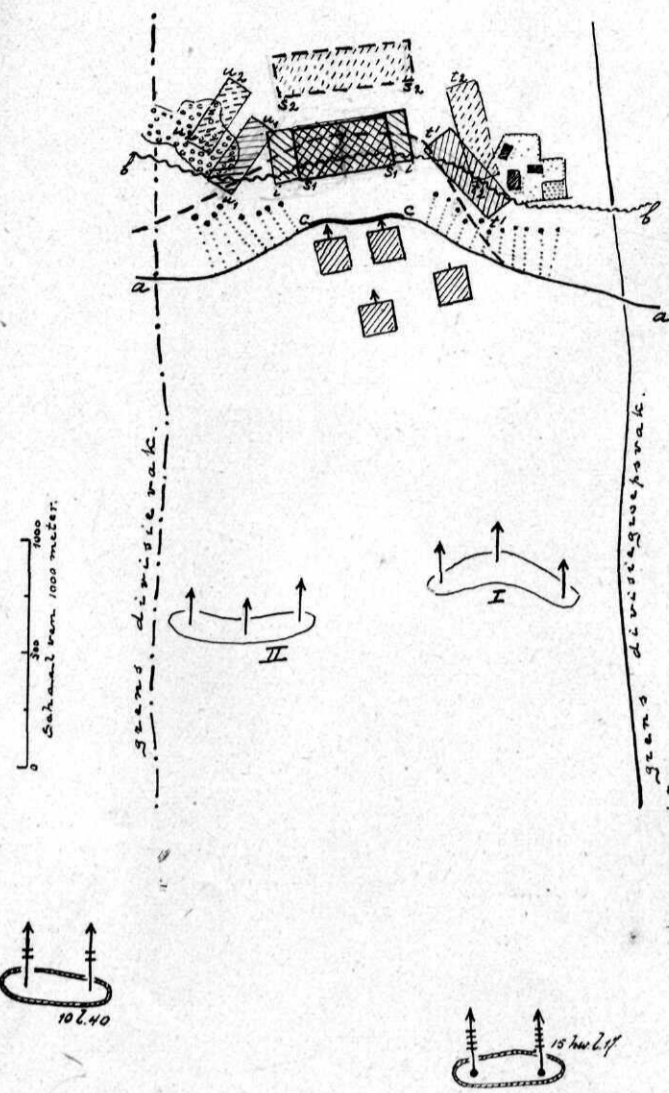 u2
t2
s2 s2
u1 t1
b
i s1 s1 i
u1 t1
b
c c
a
a
grens divisievak.
grens divisiegroepsvak.
Schaal van 1000 meter.
0 500 1000
I
II
10 l.40
15 hw. l.17